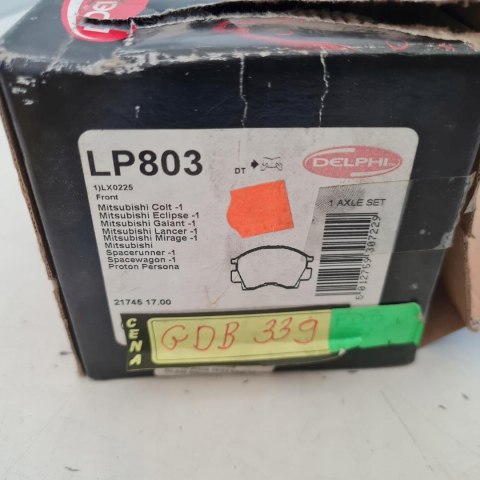 DELPHI
LP803
1)LX0225
Front
Mitsubishi Colt -1
Mitsubishi Eclipse -1
Mitsubishi Galant -1
Mitsubishi Lancer -1
Mitsubishi Mirage -1
Mitsubishi
Spacerunner -1
Spacewagon -1
Proton Persona
21745 17.00
DT
DELPHI
1 AXLE SET
CENA
GDB 339